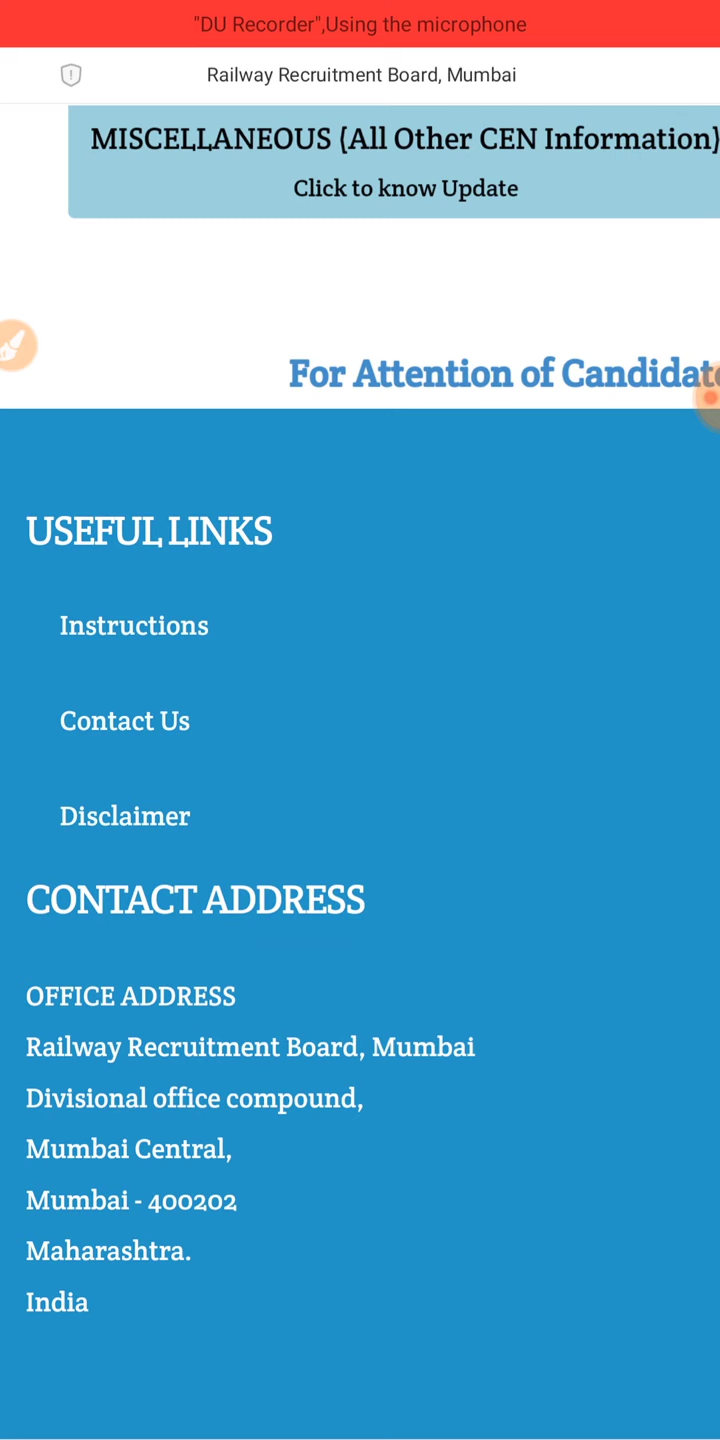 "DU Recorder",Using the microphone
Railway Recruitment Board, Mumbai
MISCELLANEOUS (All Other CEN Information)
Click to know Update
For Attention of
USEFUL LINKS
Instructions
Contact Us
Disclaimer
CONTACT ADDRESS
OFFICE ADDRESS
Railway Recruitment Board, Mumbai
Divisional office compound,
Mumbai Central,
Mumbai - 400202
Maharashtra.
India